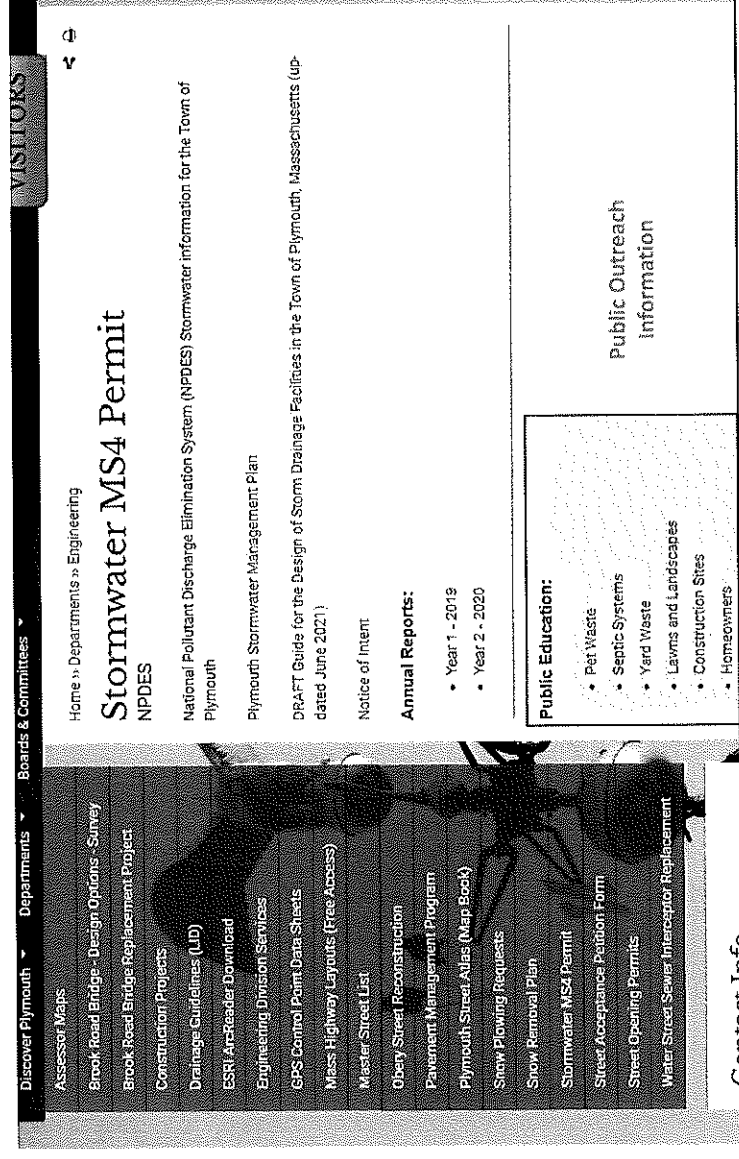 VISITORS
Discover Plymouth
Departments
Boards & Committees
Assessor Maps
Brook Road Bridge - Design Options - Survey
Brook Road Bridge Replacement Project
Construction Projects
Drainage Guidelines (LID)
ESRI ArcReader Download
Engineering Division Services
GPS Control Point Data Sheets
Mass Highway Layouts (Free Access)
Master Street List
Obery Street Reconstruction
Pavement Management Program
Plymouth Street Atlas (Map Book)
Snow Plowing Requests
Snow Removal Plan
Stormwater MS4 Permit
Street Acceptance Petition Form
Street Opening Permits
Water Street Sewer Interceptor Replacement
Contact Info
Home » Departments » Engineering
Stormwater MS4 Permit
NPDES
National Pollutant Discharge Elimination System (NPDES) Stormwater information for the Town of
Plymouth
Plymouth Stormwater Management Plan
DRAFT Guide for the Design of Storm Drainage Facilities in the Town of Plymouth, Massachusetts (up-
dated June 2021)
Notice of Intent
Annual Reports:
• Year 1 - 2019
• Year 2 - 2020
Public Education:
• Pet Waste
• Septic Systems
• Yard Waste
• Lawns and Landscapes
• Construction Sites
• Homeowners
Public Outreach
Information